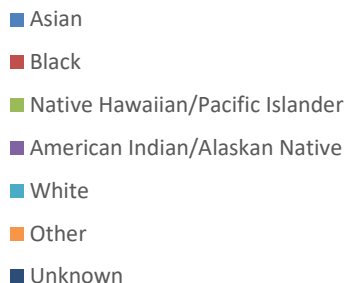 Asian
Black
Native Hawaiian/Pacific Islander
American Indian/Alaskan Native
White
Other
Unknown